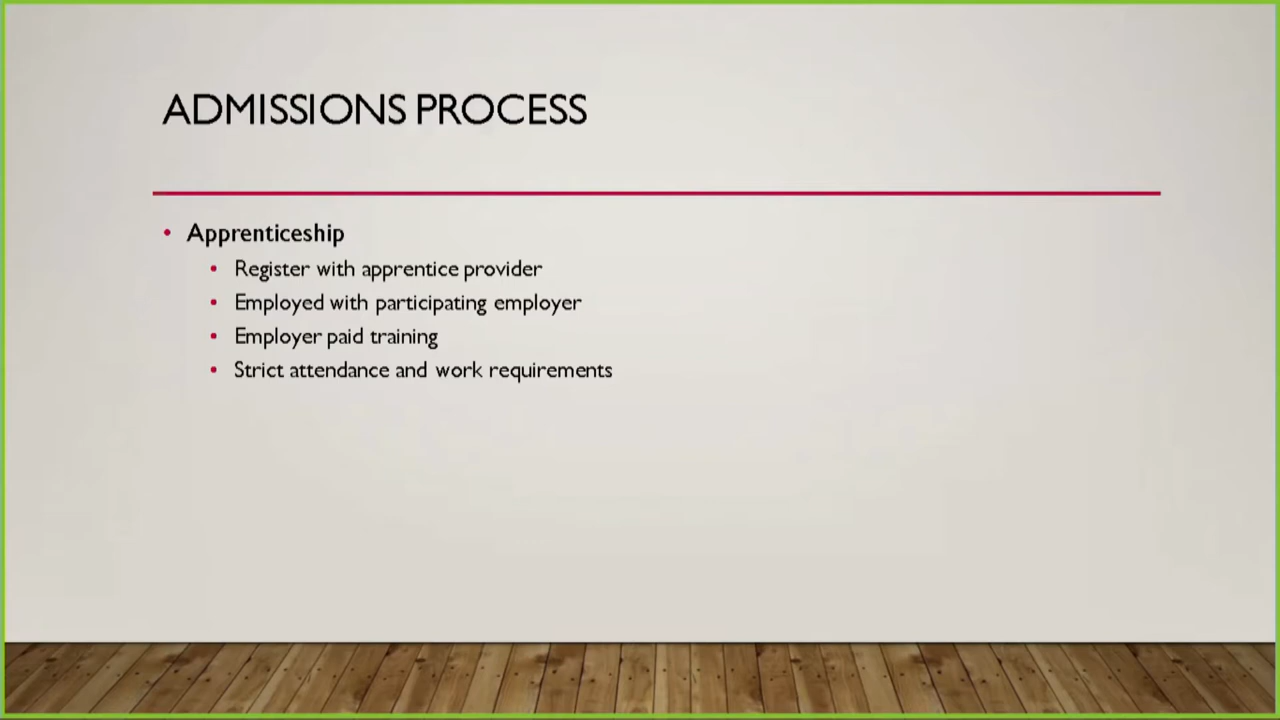 ADMISSIONS PROCESS
• Apprenticeship
• Register with apprentice provider
• Employed with participating employer
• Employer paid training
• Strict attendance and work requirements